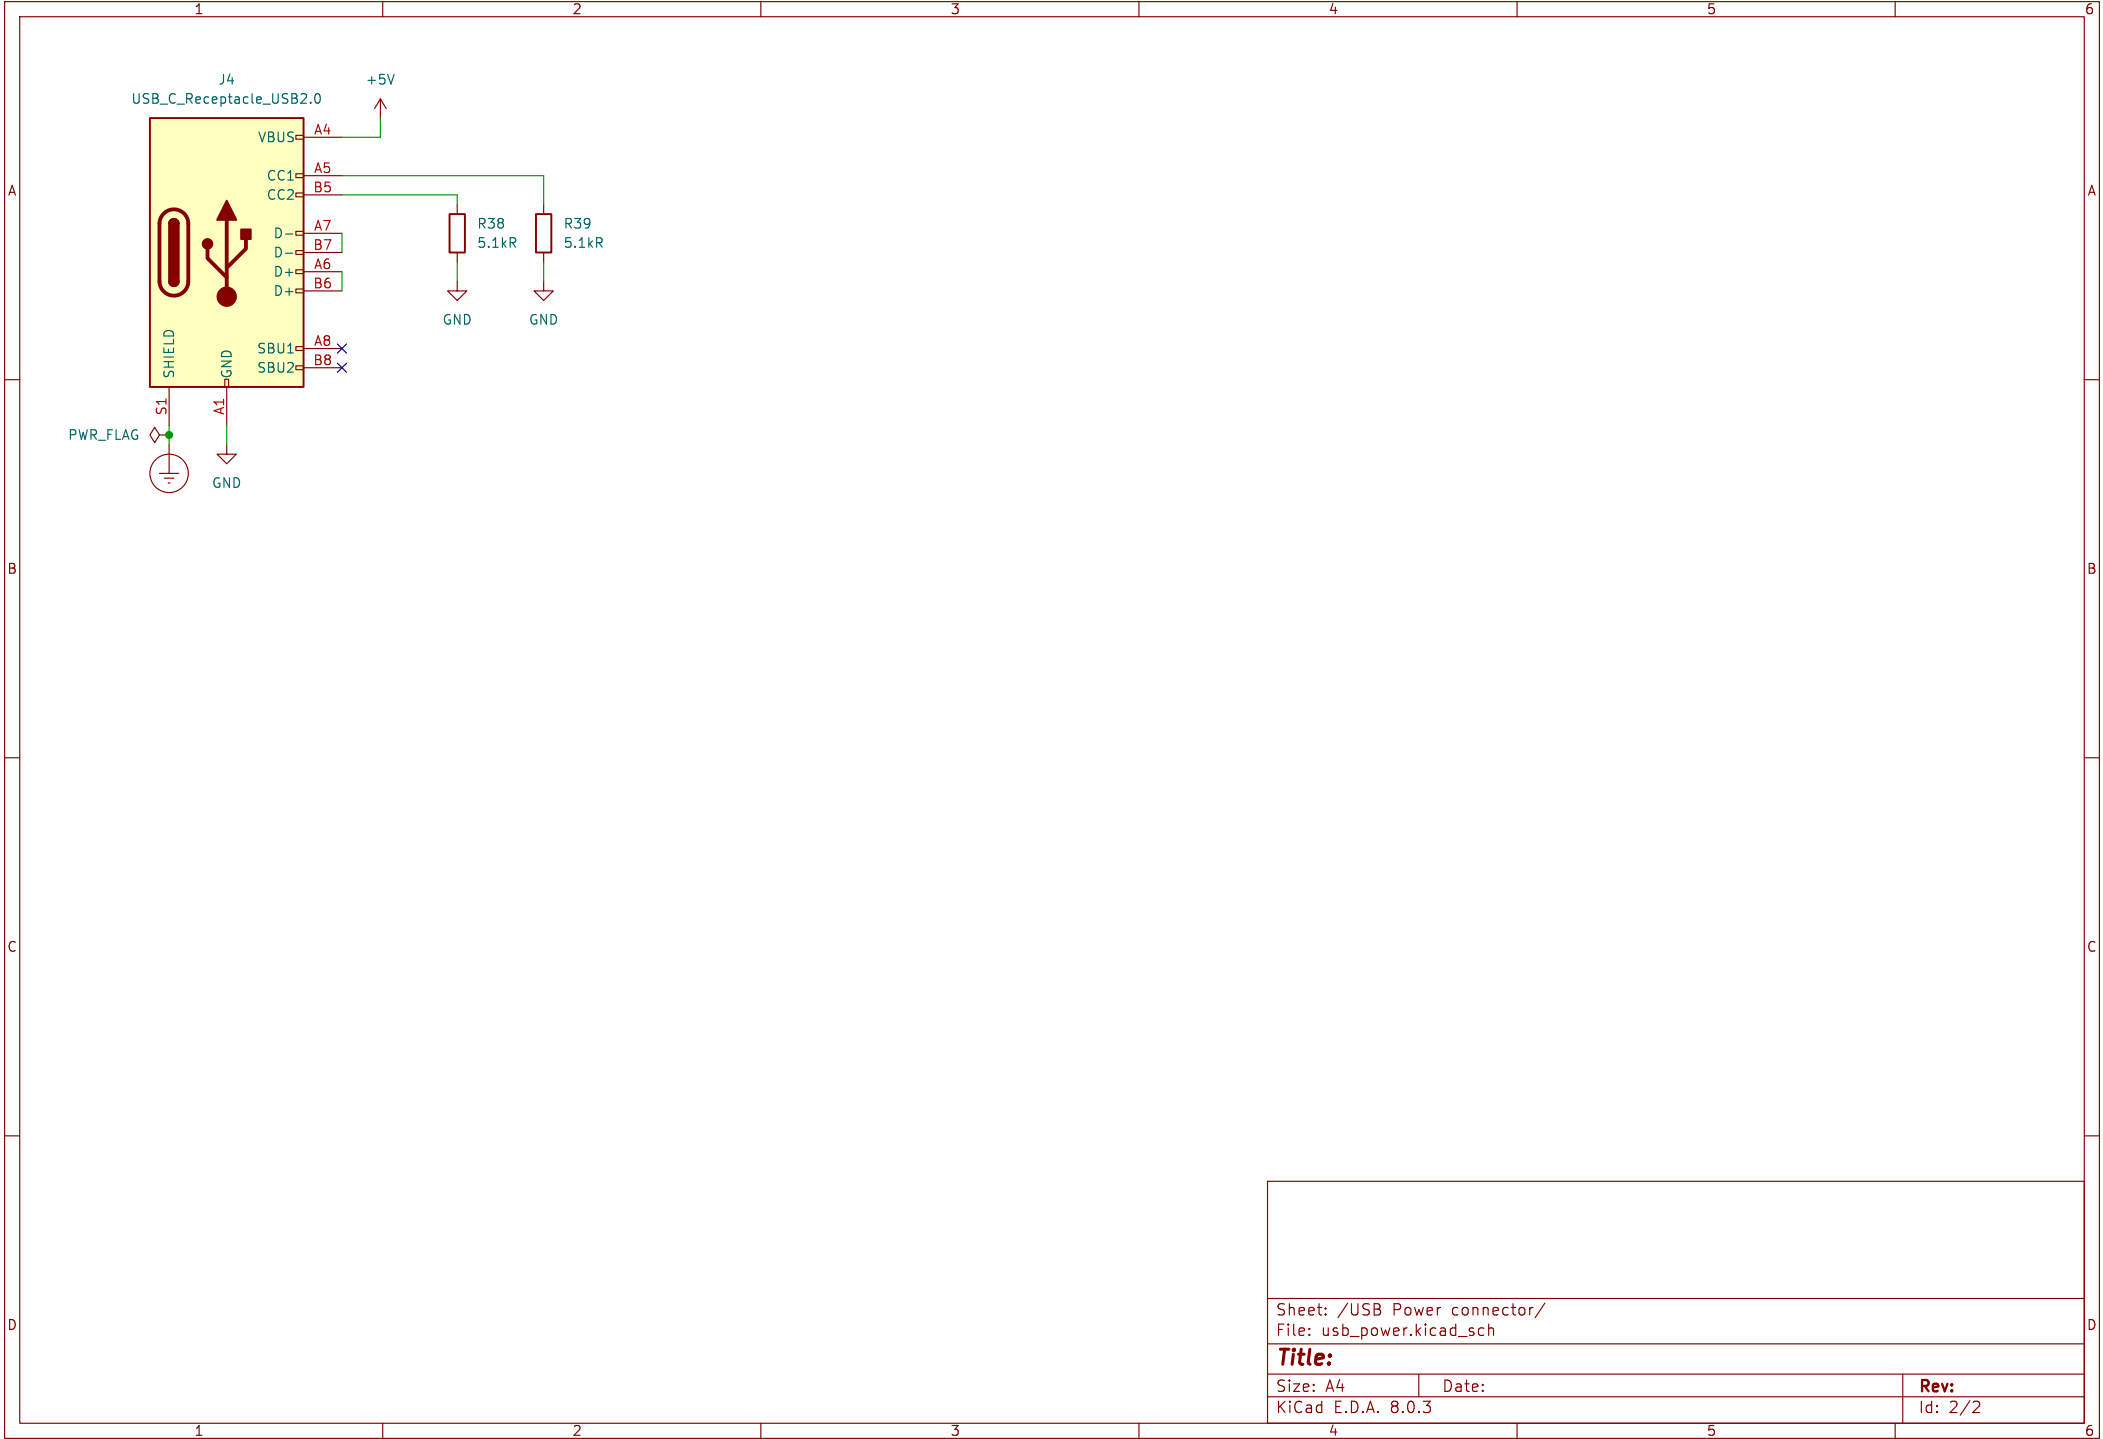 1 2 3 4 5 6
J4
USB_C_Receptacle_USB2.0
+5V
VBUS A4
CC1 A5
CC2 B5
A A
D- A7
D- B7
D+ A6
D+ B6
R38
5.1kR
R39
5.1kR
GND
GND
SBU1 A8
SBU2 B8
SHIELD
GND
S1
A1
PWR_FLAG
GND
B B
C C
Sheet: /USB Power connector/
File: usb_power.kicad_sch
D D
Title:
Size: A4 Date: Rev:
KiCad E.D.A. 8.0.3 Id: 2/2
1 2 3 4 5 6